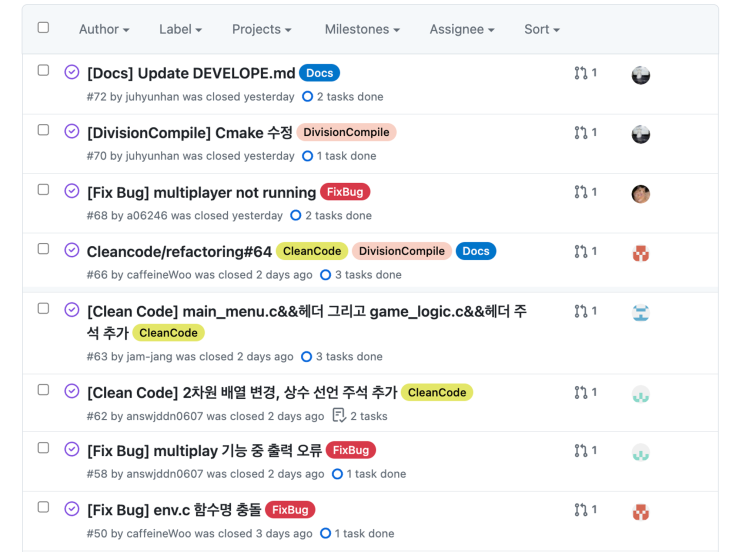 Author Label Projects Milestones Assignee Sort
[Docs] Update DEVELOPE.md Docs 1
#72 by juhyunhan was closed yesterday 2 tasks done
[DivisionCompile] Cmake 수정 DivisionCompile 1
#70 by juhyunhan was closed yesterday 1 task done
[Fix Bug] multiplayer not running FixBug 1
#68 by a06246 was closed yesterday 2 tasks done
Cleancode/refactoring#64 CleanCode DivisionCompile Docs 1
#66 by caffeineWoo was closed 2 days ago 3 tasks done
[Clean Code] main_menu.c&&헤더 그리고 game_logic.c&&헤더 주 1
석 추가 CleanCode
#63 by jam-jang was closed 2 days ago 3 tasks done
[Clean Code] 2차원 배열 변경, 상수 선언 주석 추가 CleanCode 1
#62 by answjddn0607 was closed 2 days ago 2 tasks
[Fix Bug] multiplay 기능 중 출력 오류 FixBug 1
#58 by answjddn0607 was closed 2 days ago 1 task done
[Fix Bug] env.c 함수명 충돌 FixBug 1
#50 by caffeineWoo was closed 3 days ago 1 task done